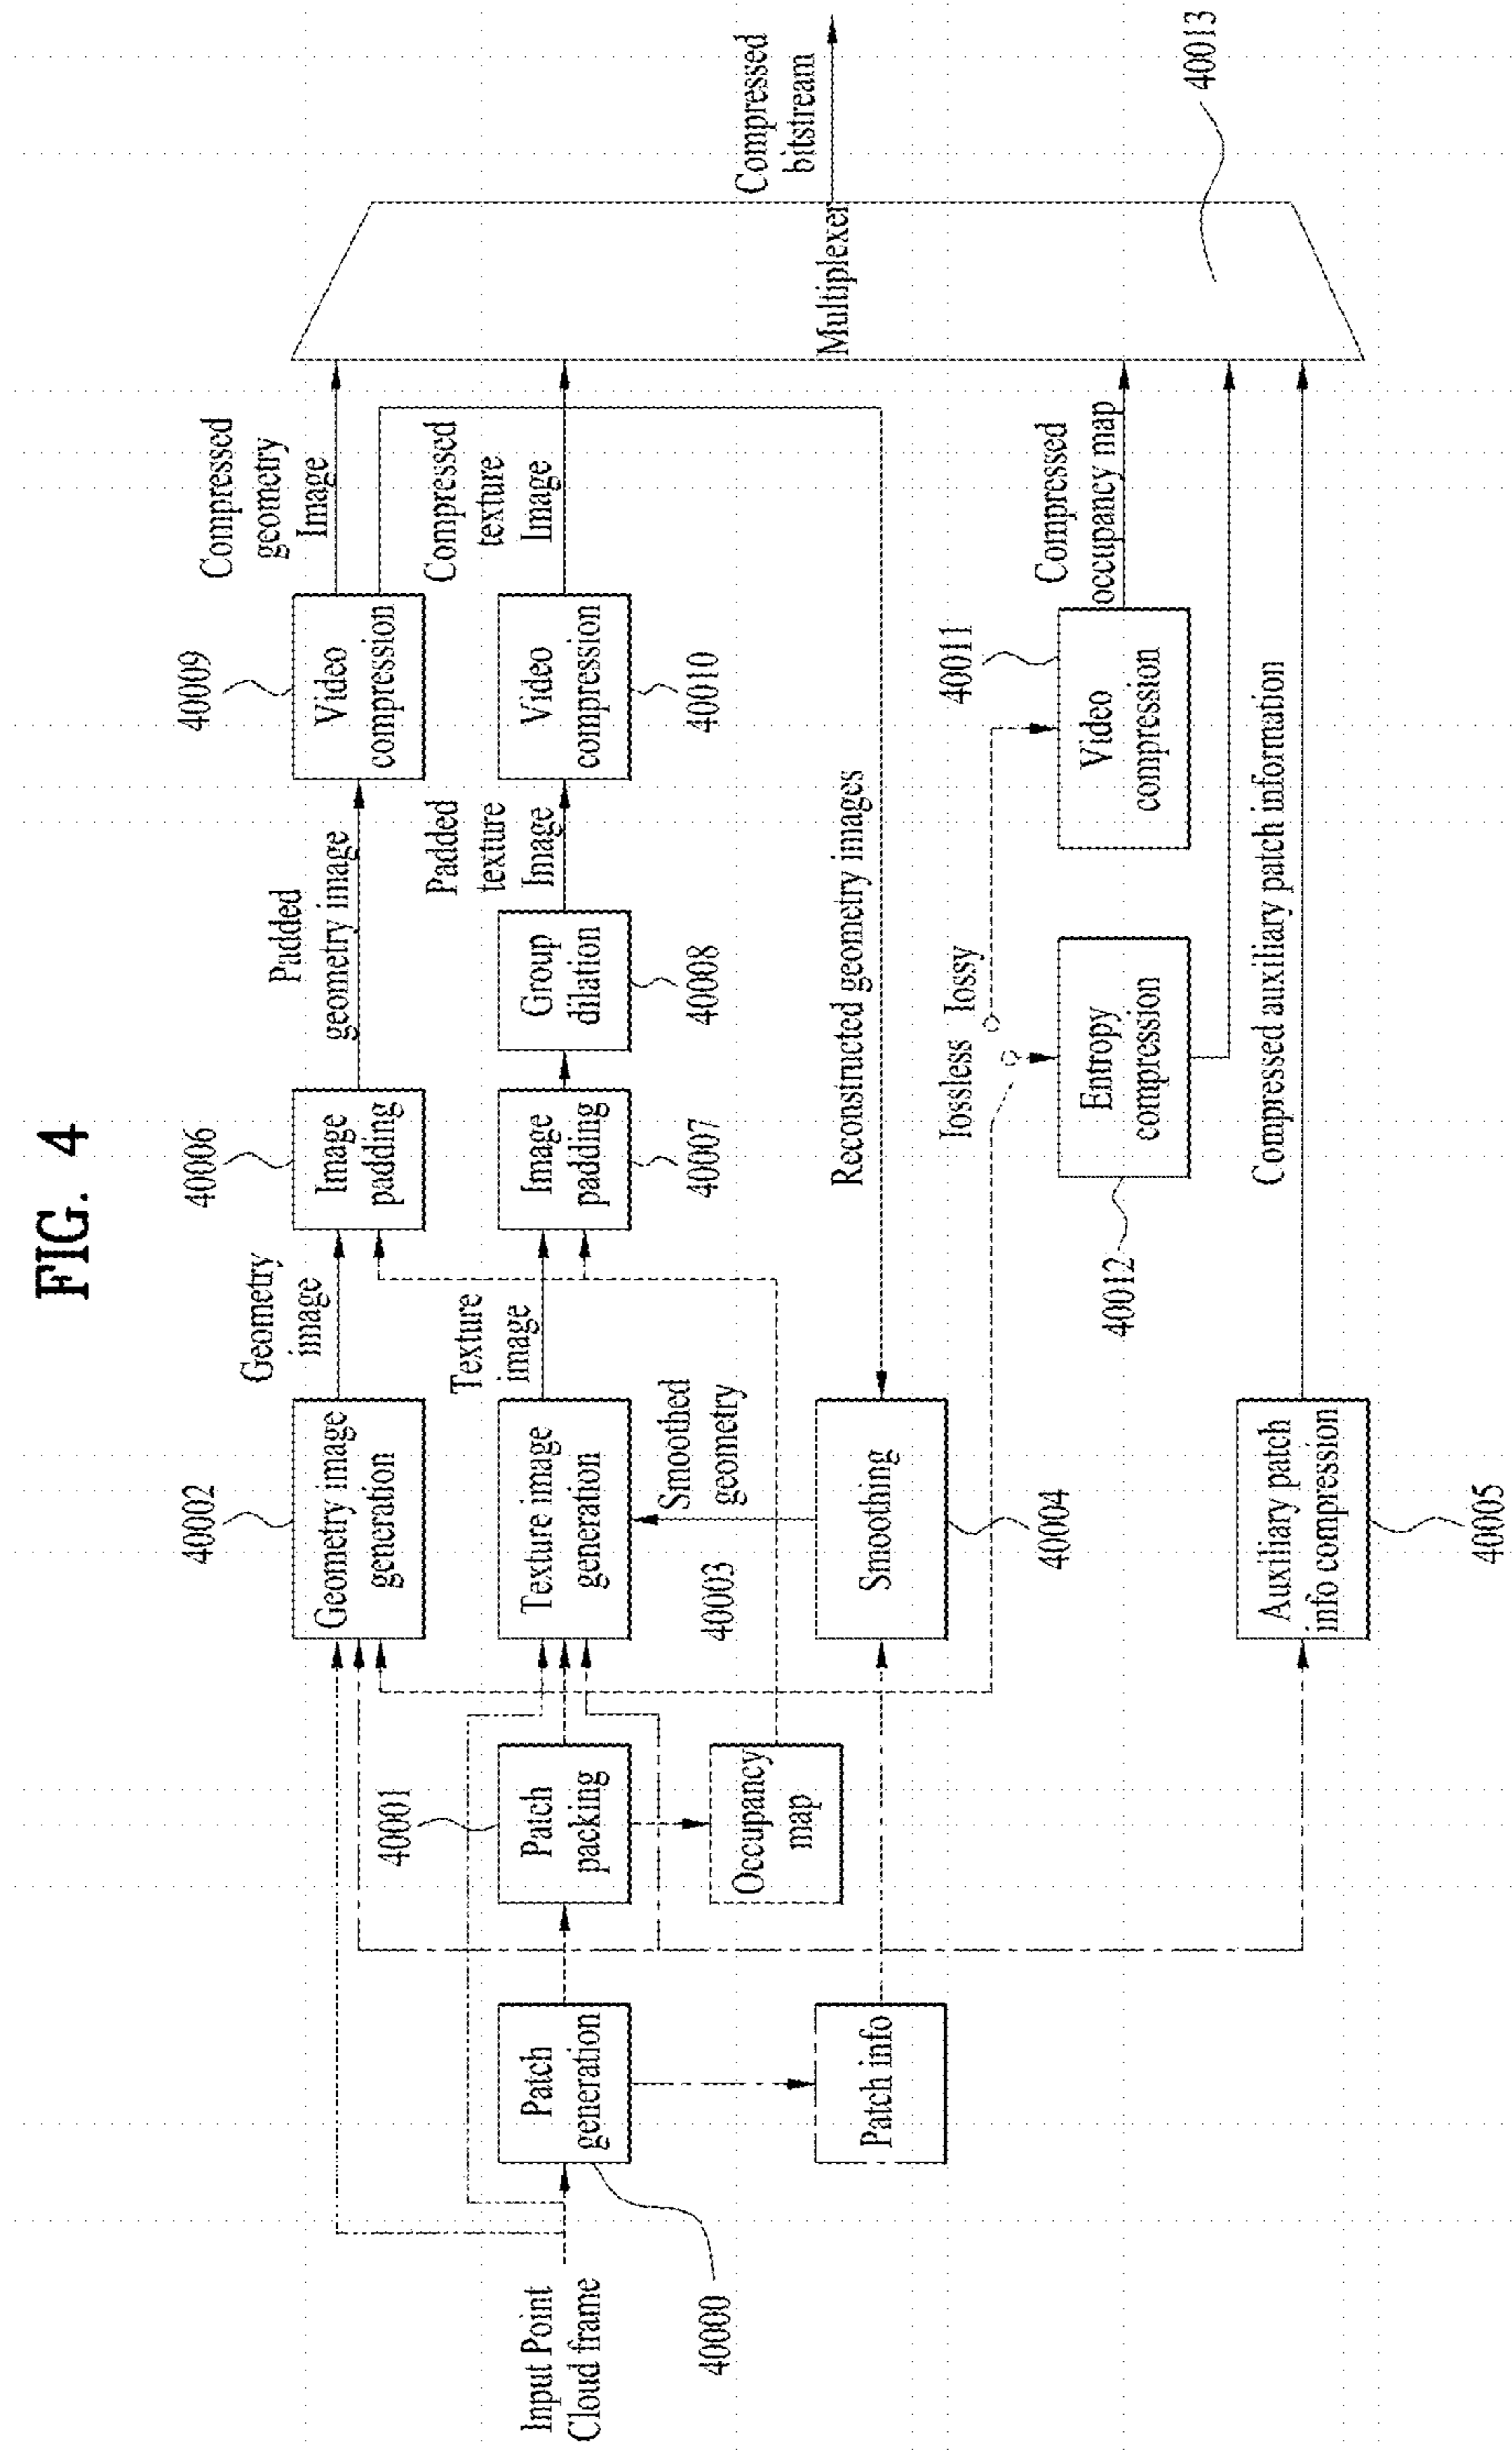 FIG. 4
40002
Geometry image
generation
Geometry
image
40006
Image
padding
Padded
geometry image
40009
Video
compression
Compressed
geometry
Image
Input Point
Cloud frame
40000
Patch
generation
40001
Patch
packing
Texture image
generation
40003
Texture
image
Image
padding
40007
Group
dilation
40008
Padded
texture
Image
Video
compression
40010
Compressed
texture
Image
Multiplexer
Compressed
bitstream
40013
Occupancy
map
Smoothed
geometry
Patch info
Smoothing
40004
Reconstructed geometry images
lossless
lossy
Entropy
compression
40012
40011
Video
compression
Compressed
occupancy map
Auxiliary patch
info compression
40005
Compressed auxiliary patch information